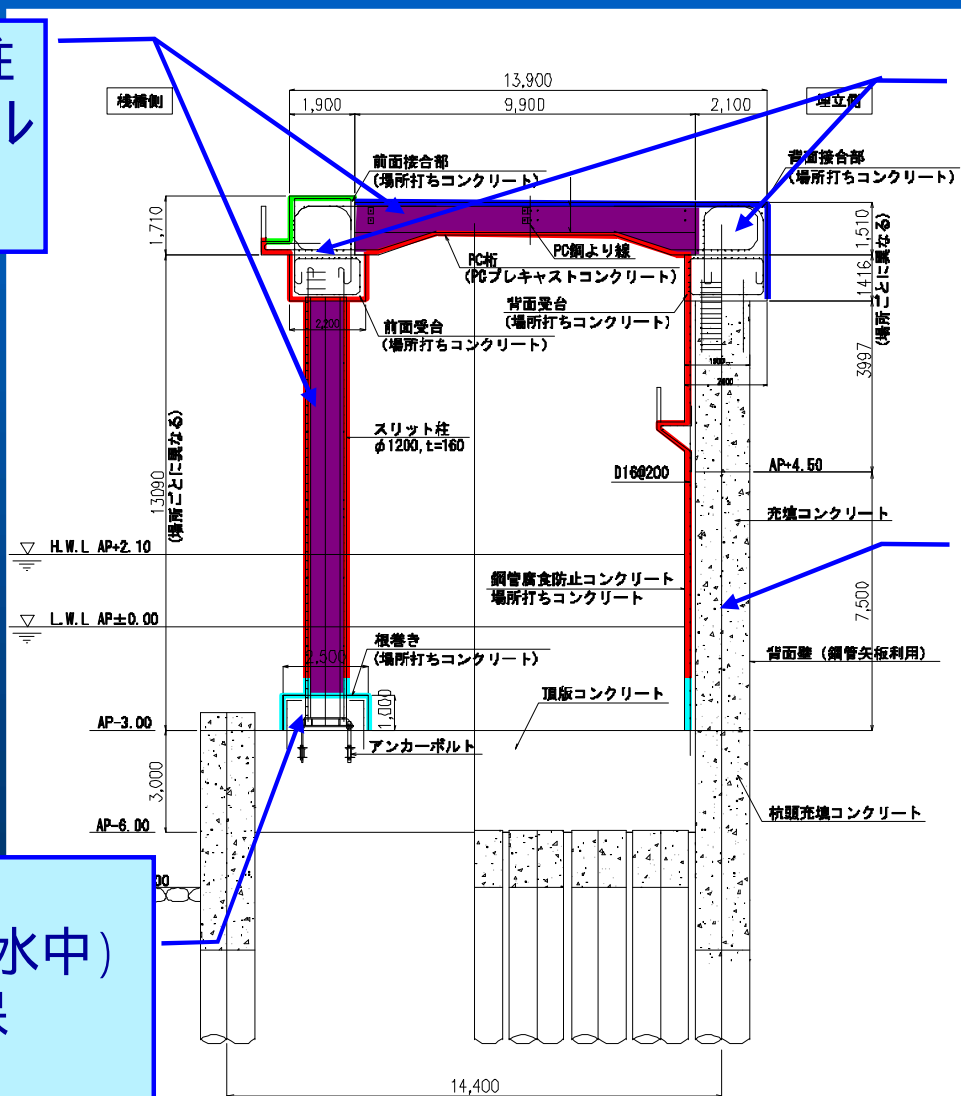 主
ル
13,900
桟橋側
1,900
9,900
2,100
埋立側
前面接合部
(場所打ちコンクリート)
背面接合部
(場所打ちコンクリート)
1,710
PC鋼より線
PC桁
(PCプレキャストコンクリート)
1,510
1416
(場所ごとに異なる)
背面受台
(場所打ちコンクリート)
前面受台
(場所打ちコンクリート)
2,200
3997
スリット柱
φ1200, t=160
13090
(場所ごとに異なる)
D16@200
AP+4.50
充填コンクリート
H.W.L AP+2.10
鋼管腐食防止コンクリート
場所打ちコンクリート
7,500
L.W.L AP±0.00
根巻き
(場所打ちコンクリート)
2,500
背面壁（鋼管矢板利用）
頂版コンクリート
1,000
AP-3.00
アンカーボルト
3,000
杭頭充填コンクリート
AP-6.00
00
水中)
14,400